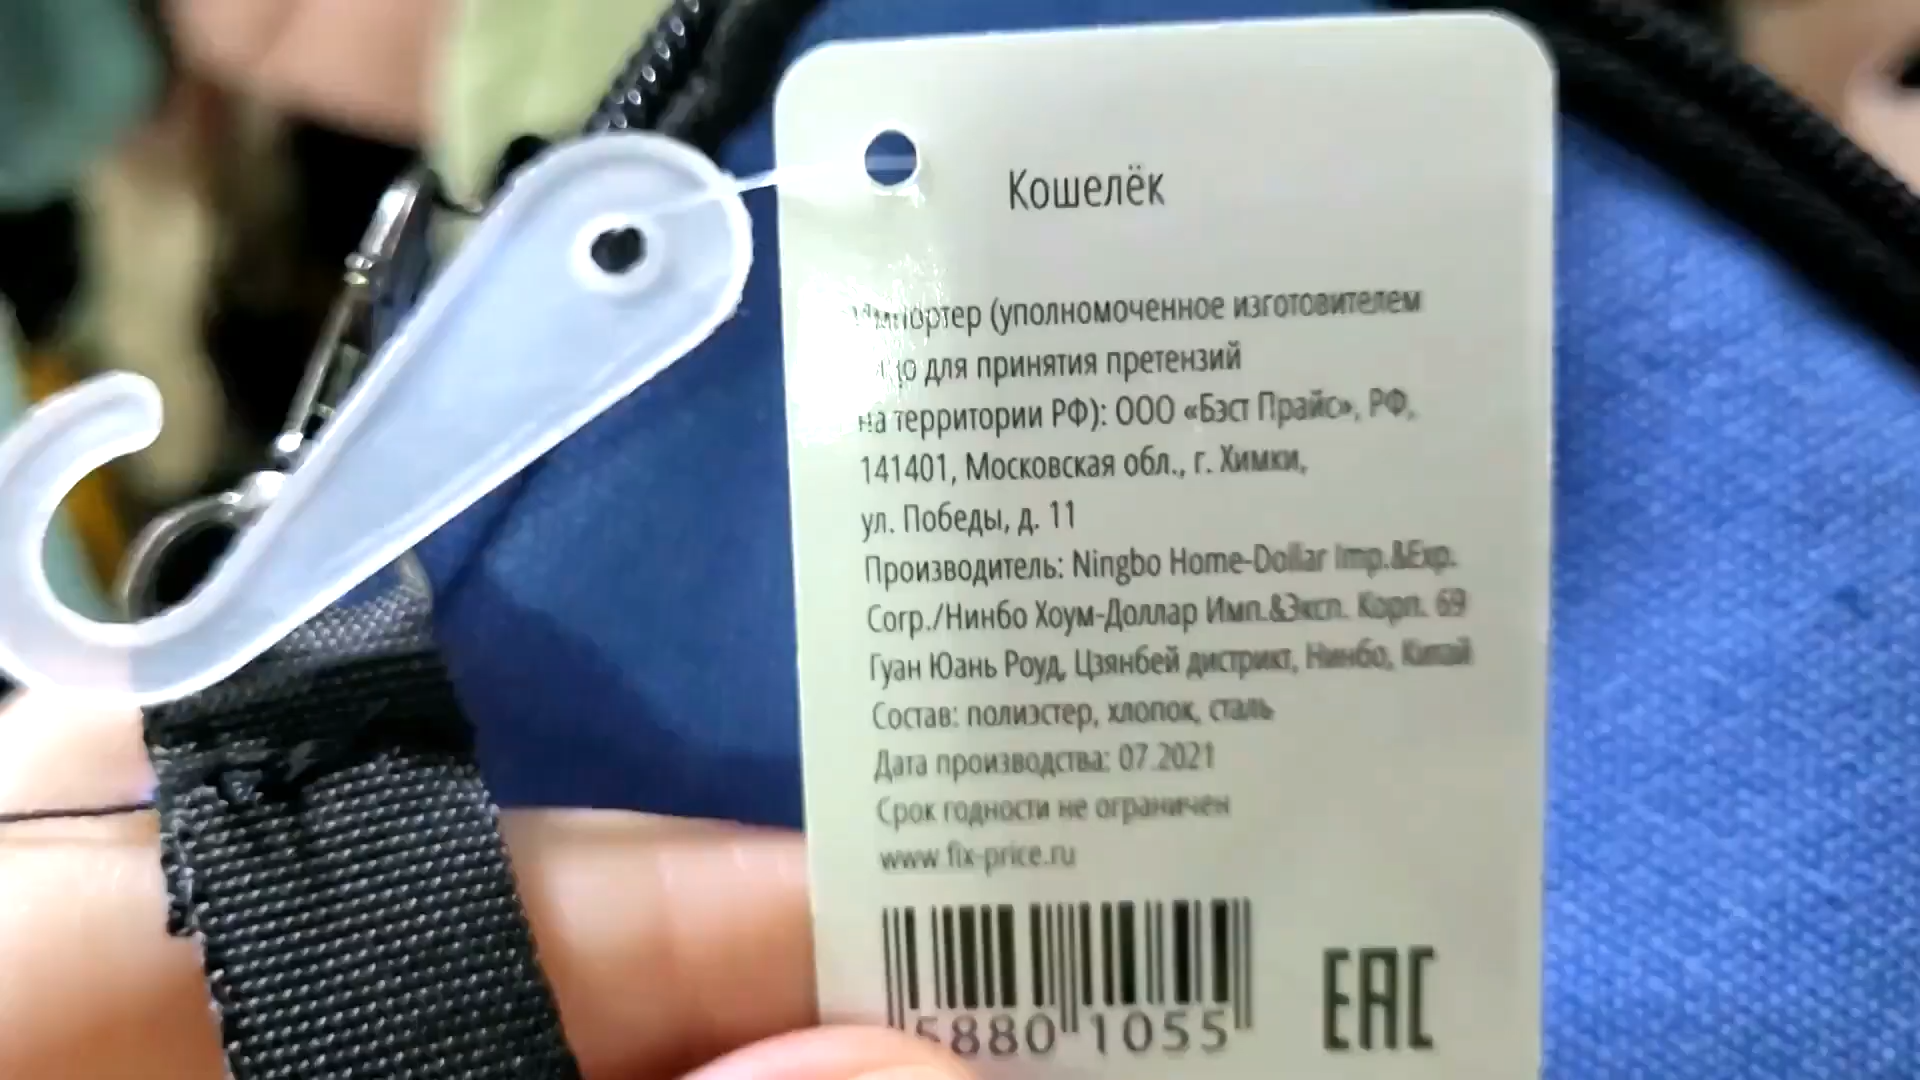 Кошелёк
Импортер (уполномоченное изготовителем
лицо для принятия претензий
на территории РФ): ООО «Бэст Прайс», РФ,
141401, Московская обл., г. Химки,
ул. Победы, д. 11
Производитель: Ningbo Home-Dollar Imp.&Exp.
Corp./Нинбо Хоум-Доллар Имп.&Эксп. Корп. 69
Гуан Юань Роуд, Цзянбей дистрикт, Нинбо, Китай
Состав: полиэстер, хлопок, сталь
Дата производства: 07.2021
Срок годности не ограничен
www.fix-price.ru
5880 1055
EAC